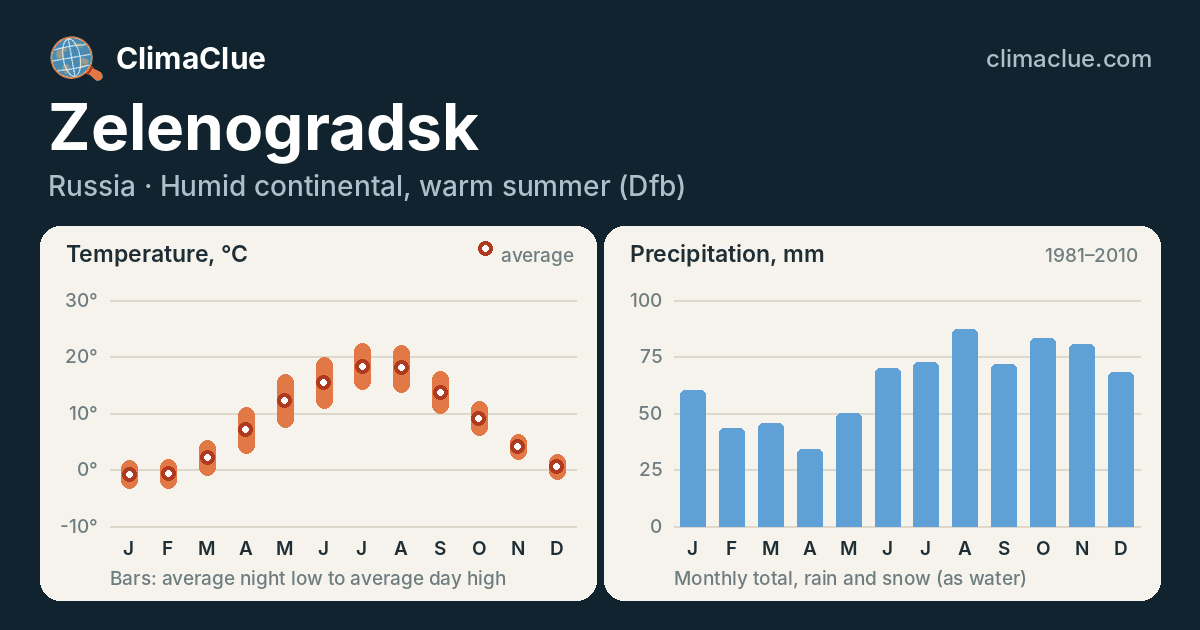 ClimaClue
climaclue.com
Zelenogradsk
Russia · Humid continental, warm summer (Dfb)
Temperature, °C
average
30°
20°
10°
0°
-10°
J F M A M J J A S O N D
Bars: average night low to average day high
Precipitation, mm
1981–2010
100
75
50
25
0
J F M A M J J A S O N D
Monthly total, rain and snow (as water)